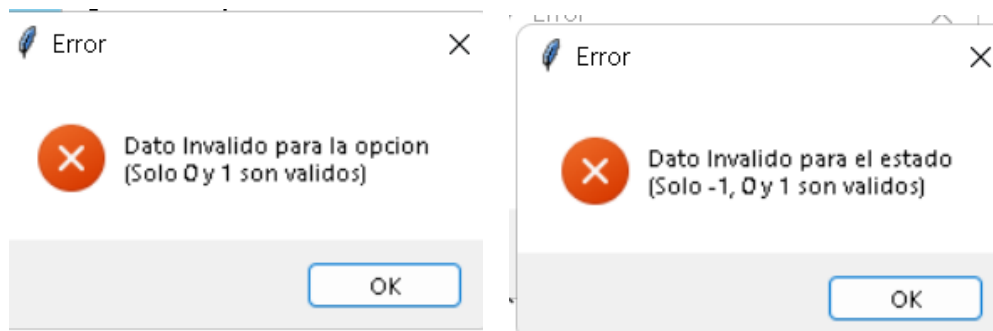 Error
Dato Invalido para la opcion
(Solo 0 y 1 son validos)
OK
Error
Error
Dato Invalido para el estado
(Solo -1, 0 y 1 son validos)
OK